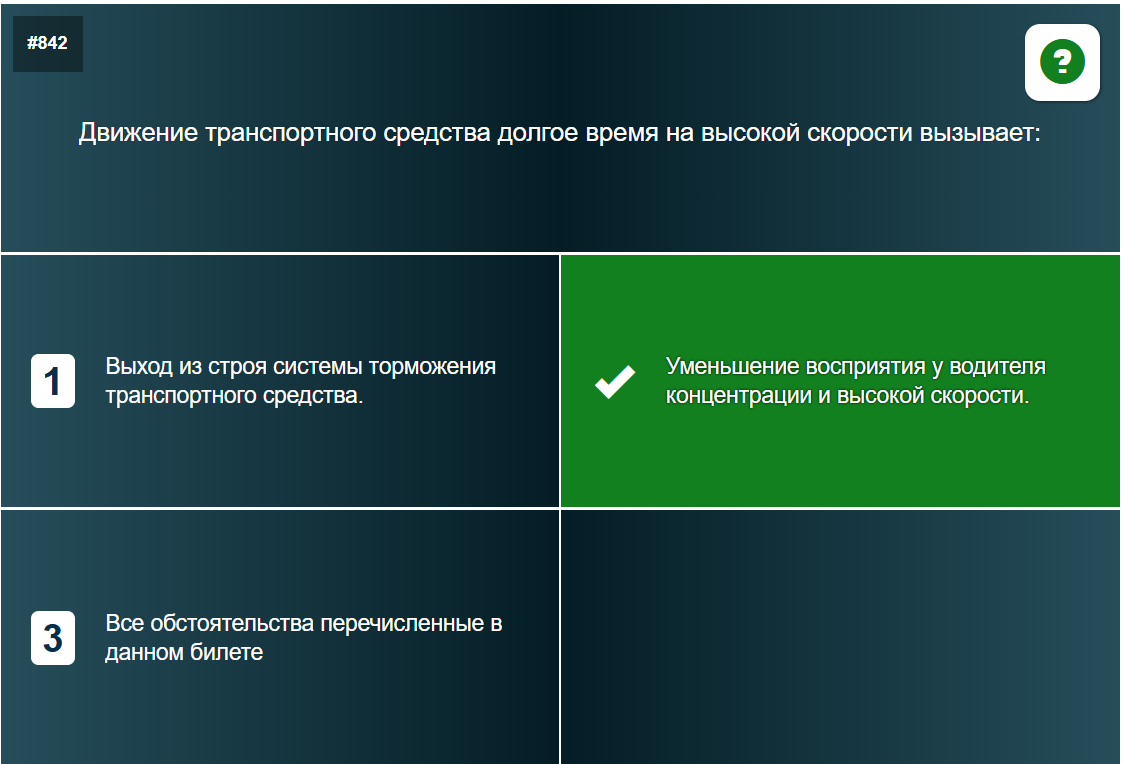 #842
?
Движение транспортного средства долгое время на высокой скорости вызывает:
1
Выход из строя системы торможения
транспортного средства.
Уменьшение восприятия у водителя
концентрации и высокой скорости.
3
Все обстоятельства перечисленные в
данном билете